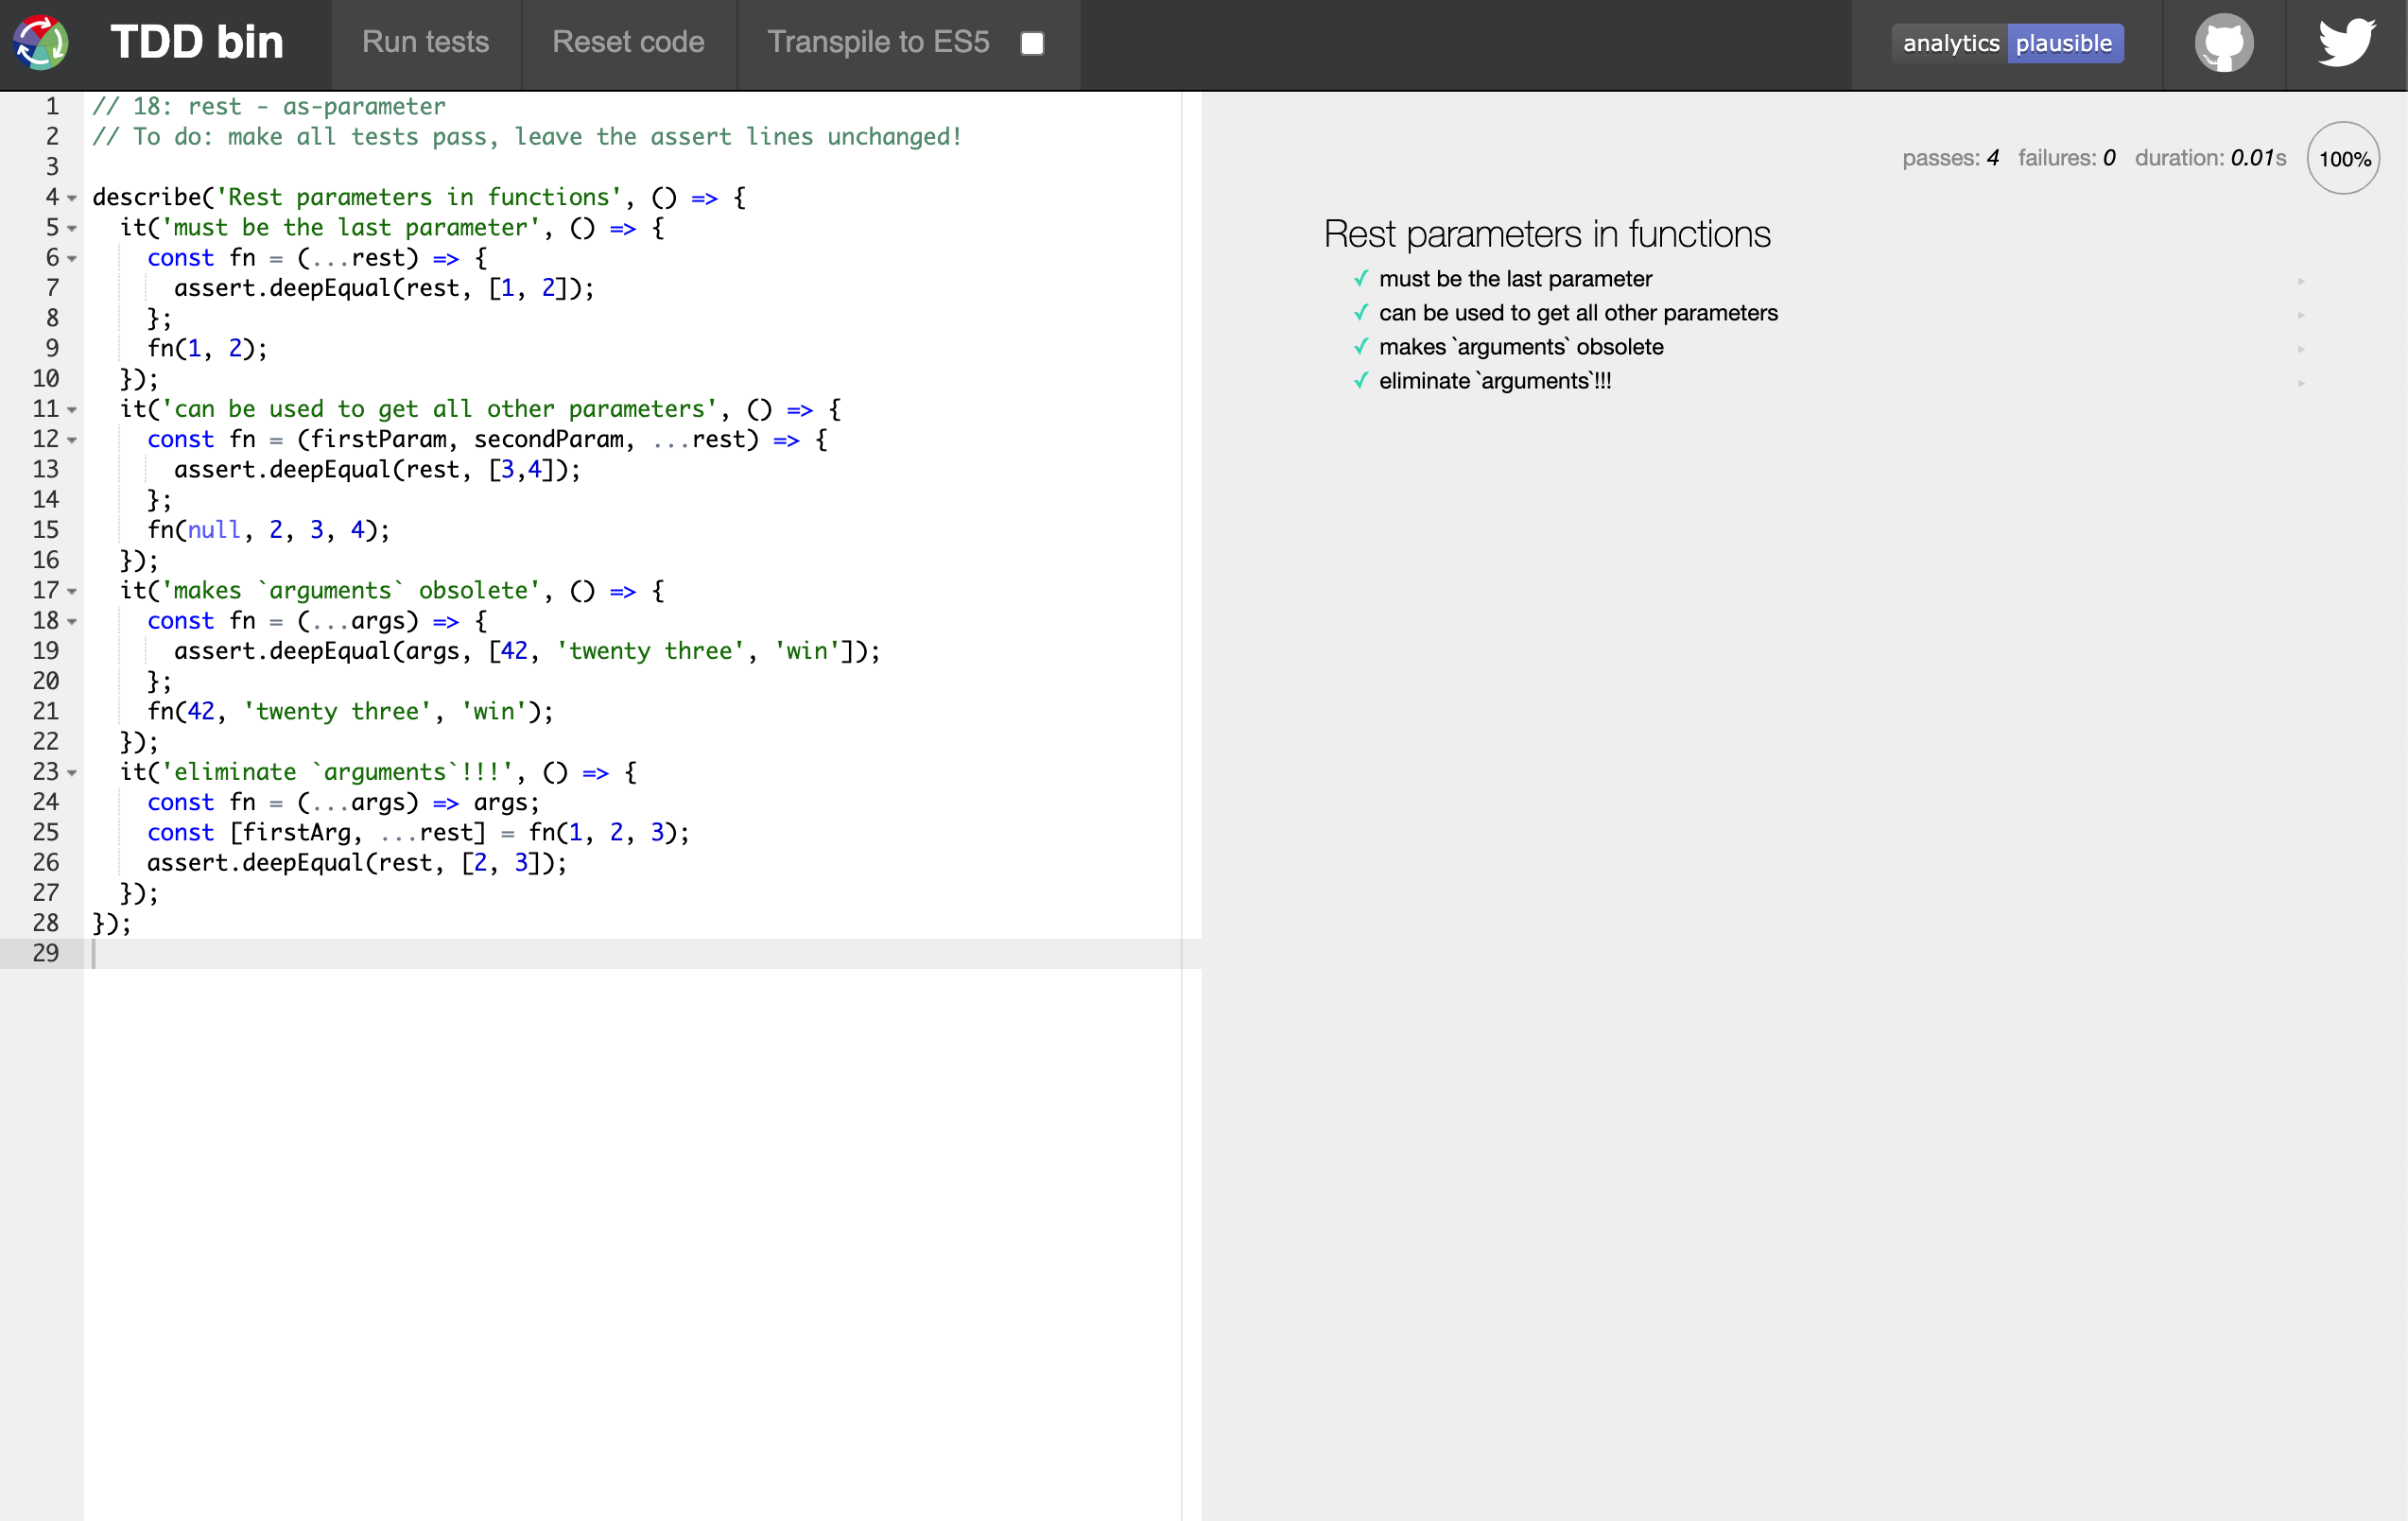 TDD bin
Run tests
Reset code
Transpile to ES5
analytics plausible
1 // 18: rest - as-parameter
2 // To do: make all tests pass, leave the assert lines unchanged!
3
4 describe('Rest parameters in functions', () => {
5   it('must be the last parameter', () => {
6     const fn = (...rest) => {
7       assert.deepEqual(rest, [1, 2]);
8     };
9     fn(1, 2);
10   });
11   it('can be used to get all other parameters', () => {
12     const fn = (firstParam, secondParam, ...rest) => {
13       assert.deepEqual(rest, [3,4]);
14     };
15     fn(null, 2, 3, 4);
16   });
17   it('makes `arguments` obsolete', () => {
18     const fn = (...args) => {
19       assert.deepEqual(args, [42, 'twenty three', 'win']);
20     };
21     fn(42, 'twenty three', 'win');
22   });
23   it('eliminate `arguments`!!!', () => {
24     const fn = (...args) => args;
25     const [firstArg, ...rest] = fn(1, 2, 3);
26     assert.deepEqual(rest, [2, 3]);
27   });
28 });
29
passes: 4 failures: 0 duration: 0.01s 100%
Rest parameters in functions
✓ must be the last parameter
✓ can be used to get all other parameters
✓ makes `arguments` obsolete
✓ eliminate `arguments`!!!